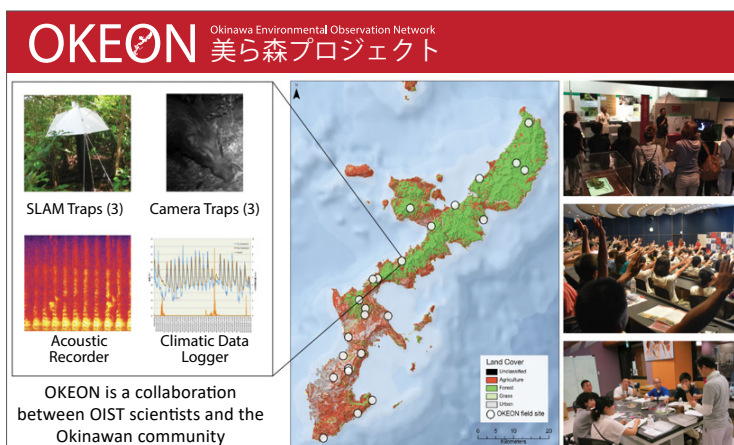 OKEON
Okinawa Environmental Observation Network
美ら森プロジェクト
SLAM Traps (3)
Camera Traps (3)
Acoustic
Recorder
Climatic Data
Logger
OKEON is a collaboration
between OIST scientists and the
Okinawan community
N
Land Cover
Unclassified
Agriculture
Forest
Grass
Urban
OKEON field site
0 5 10 20
Kilometers